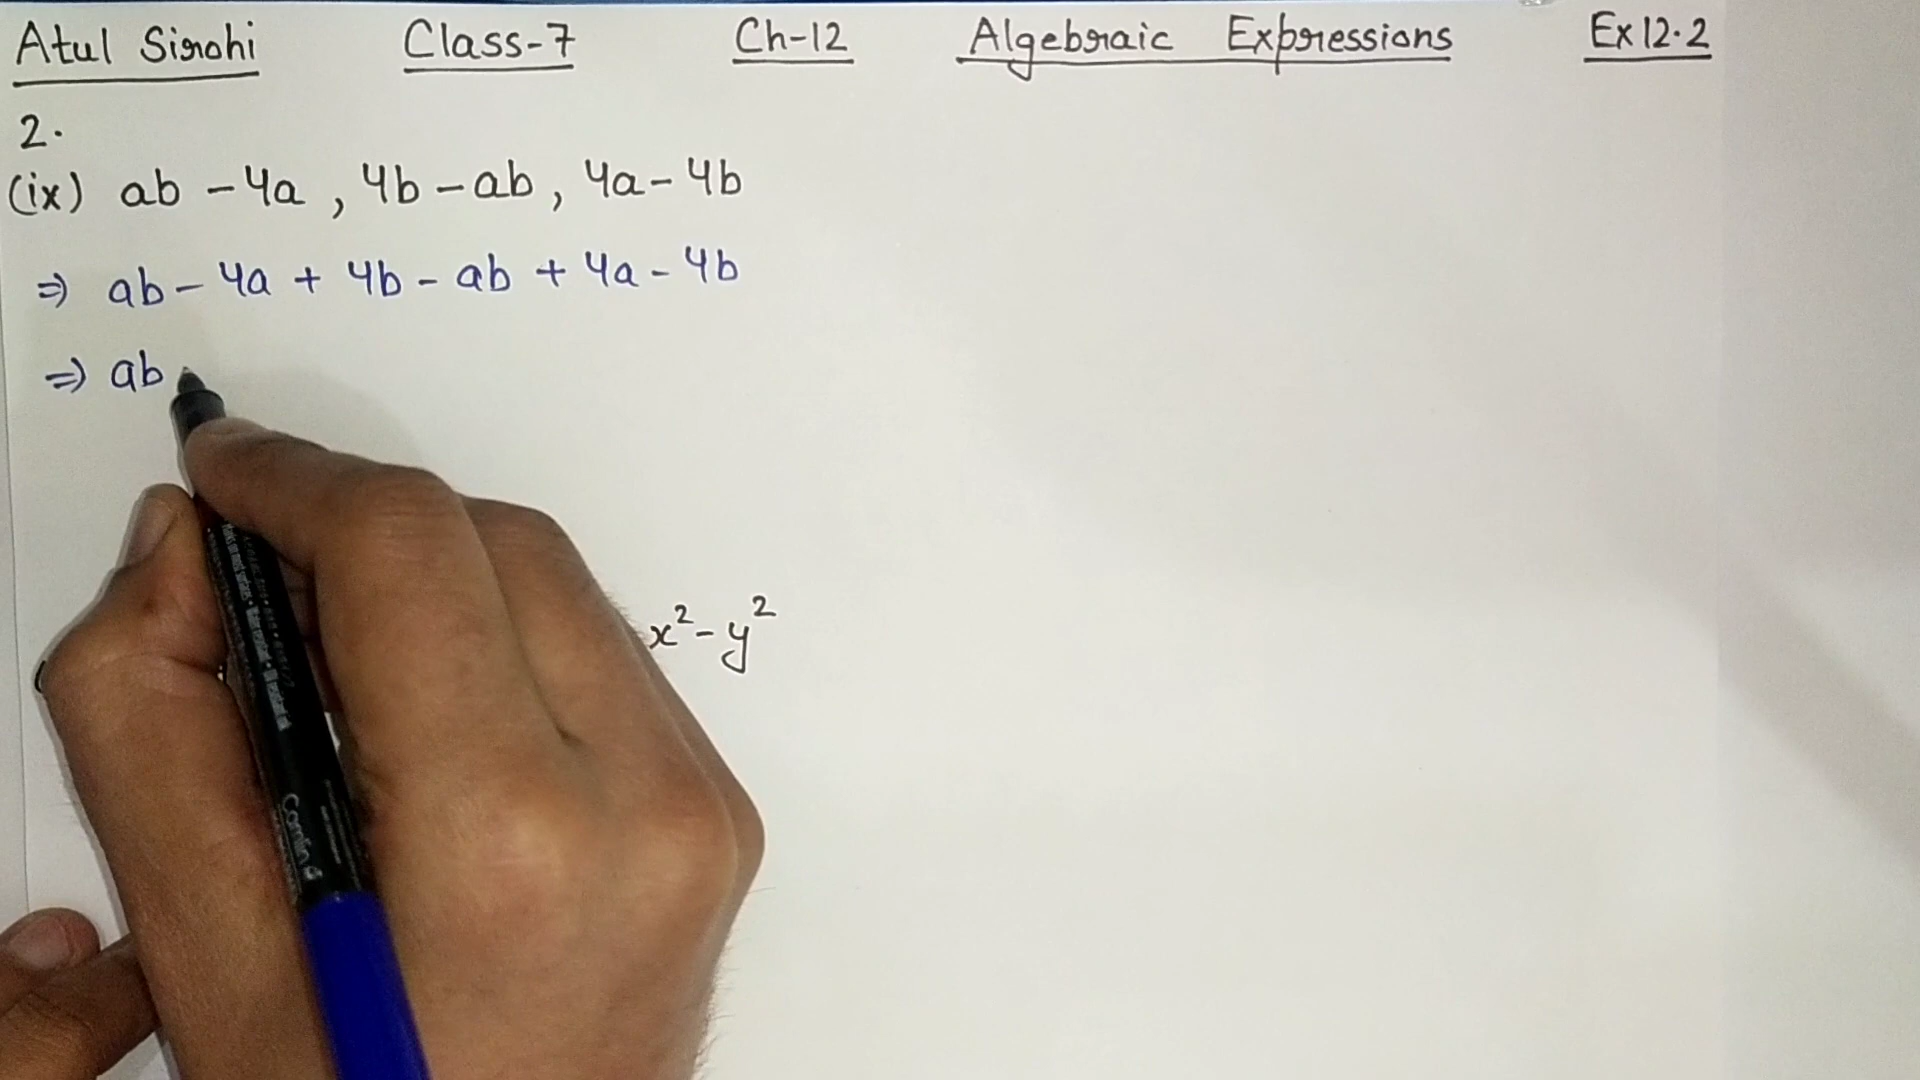 Atul Sirohi Class-7 Ch-12 Algebraic Expressions Ex 12.2
2.
(ix) ab - 4a , 4b - ab , 4a - 4b
⇒ ab - 4a + 4b - ab + 4a - 4b
⇒ ab
x² - y²
Camlin